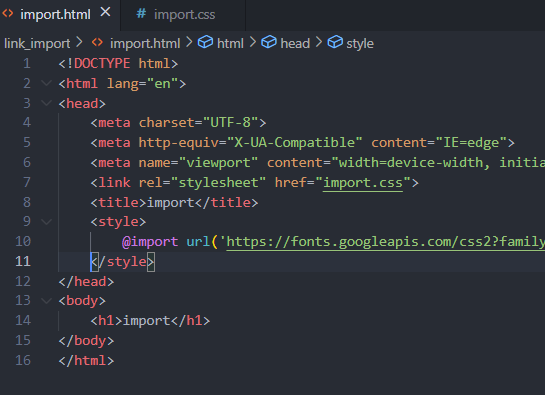 import.html
import.css
link_import > import.html > html > head > style
1 <!DOCTYPE html>
2 <html lang="en">
3 <head>
4 <meta charset="UTF-8">
5 <meta http-equiv="X-UA-Compatible" content="IE=edge">
6 <meta name="viewport" content="width=device-width, initia
7 <link rel="stylesheet" href="import.css">
8 <title>import</title>
9 <style>
10 @import url('https://fonts.googleapis.com/css2?family
11 </style>
12 </head>
13 <body>
14 <h1>import</h1>
15 </body>
16 </html>